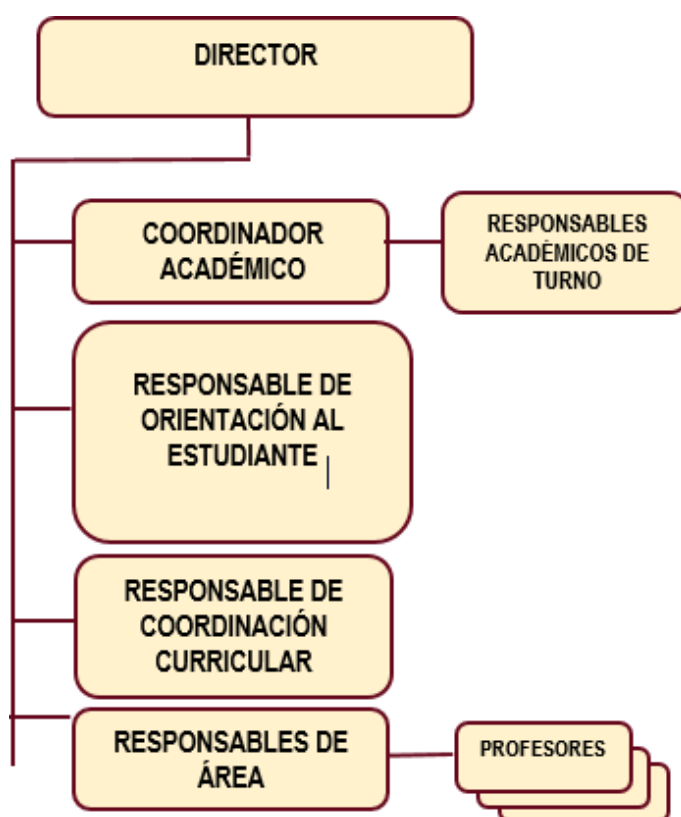 DIRECTOR
COORDINADOR
ACADÉMICO
RESPONSABLES
ACADÉMICOS DE
TURNO
RESPONSABLE DE
ORIENTACIÓN AL
ESTUDIANTE
RESPONSABLE DE
COORDINACIÓN
CURRICULAR
RESPONSABLES DE
ÁREA
PROFESORES